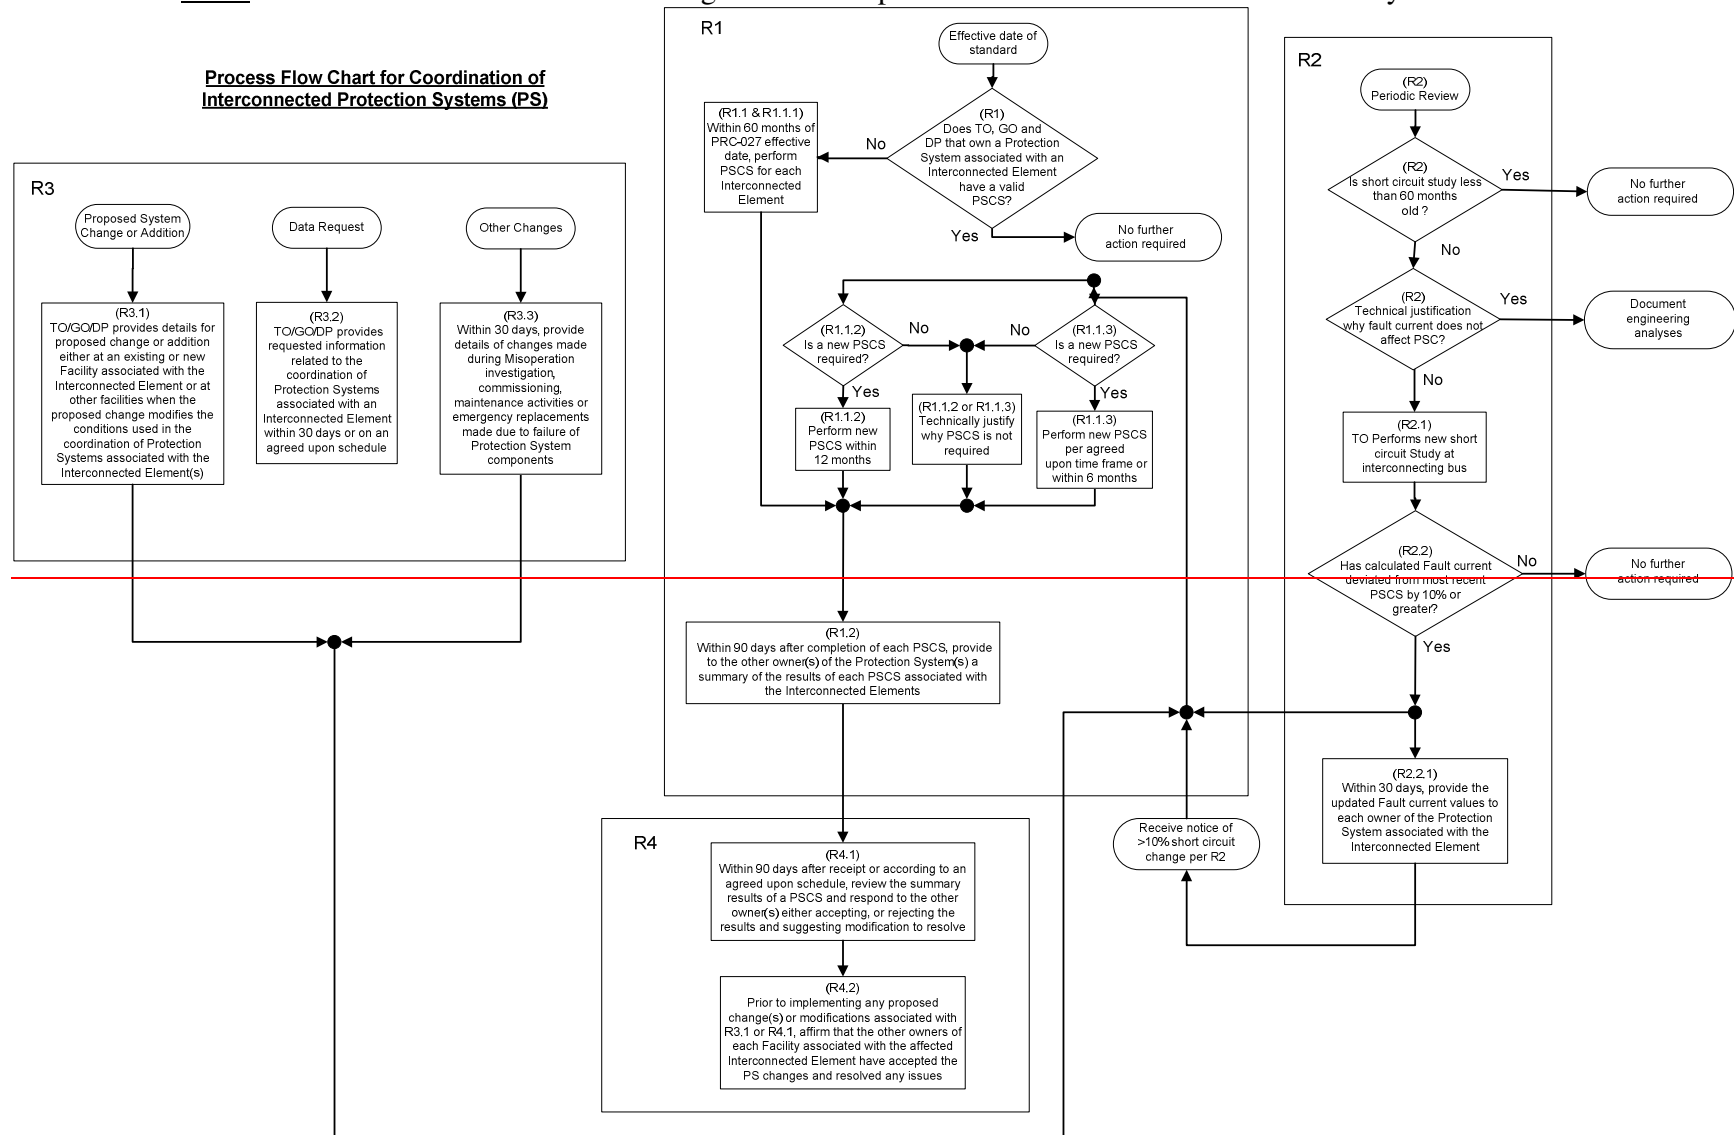 Process Flow Chart for Coordination of
Interconnected Protection Systems (PS)
R3
Proposed System
Change or Addition
Data Request
Other Changes
(R3.1)
TO/GO/DP provides details for
proposed change or addition
either at an existing or new
Facility associated with the
Interconnected Element or at
other facilities when the
proposed change modifies the
conditions used in the
coordination of Protection
Systems associated with the
Interconnected Element(s)
(R3.2)
TO/GO/DP provides
requested information
related to the
coordination of
Protection Systems
associated with an
Interconnected Element
within 30 days or on an
agreed upon schedule
(R3.3)
Within 30 days, provide
details of changes made
during Misoperation
investigation,
commissioning,
maintenance activities or
emergency replacements
made due to failure of
Protection System
components
R1
Effective date of
standard
(R1)
Does TO, GO and
DP that own a Protection
System associated with an
Interconnected Element
have a valid
PSCS?
No
(R1.1 & R1.1.1)
Within 60 months of
PRC-027 effective
date, perform
PSCS for each
Interconnected
Element
Yes
No further
action required
(R1.1.2)
Is a new PSCS
required?
No
No
(R1.1.3)
Is a new PSCS
required?
Yes
Yes
(R1.1.2)
Perform new
PSCS within
12 months
(R1.1.2 or R1.1.3)
Technically justify
why PSCS is not
required
(R1.1.3)
Perform new PSCS
per agreed
upon time frame or
within 6 months
(R1.2)
Within 90 days after completion of each PSCS, provide
to the other owner(s) of the Protection System(s) a
summary of the results of each PSCS associated with
the Interconnected Elements
R4
(R4.1)
Within 90 days after receipt or according to an
agreed upon schedule, review the summary
results of a PSCS and respond to the other
owner(s) either accepting, or rejecting the
results and suggesting modification to resolve
(R4.2)
Prior to implementing any proposed
change(s) or modifications associated with
R3.1 or R4.1, affirm that the other owners of
each Facility associated with the affected
Interconnected Element have accepted the
PS changes and resolved any issues
Receive notice of
>10% short circuit
change per R2
R2
(R2)
Periodic Review
(R2)
Is short circuit study less
than 60 months
old ?
Yes
No further
action required
No
(R2)
Technical justification
why fault current does not
affect PSC?
Yes
Document
engineering
analyses
No
(R2.1)
TO Performs new short
circuit Study at
interconnecting bus
(R2.2)
Has calculated Fault current
deviated from most recent
PSCS by 10% or
greater?
No
No further
action required
Yes
(R2.2.1)
Within 30 days, provide the
updated Fault current values to
each owner of the Protection
System associated with the
Interconnected Element